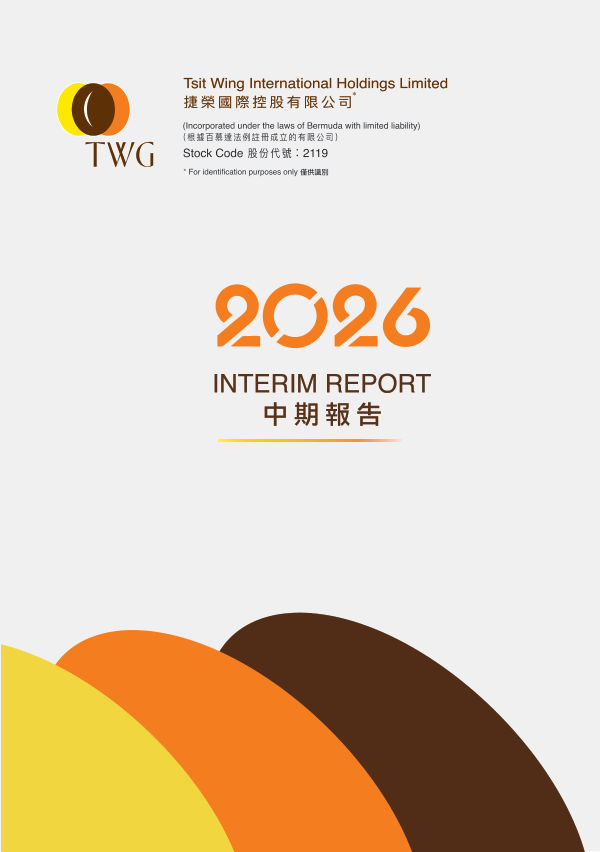 TWG
Tsit Wing International Holdings Limited
捷榮國際控股有限公司*
(Incorporated under the laws of Bermuda with limited liability)
(根據百慕達法例註冊成立的有限公司)
Stock Code 股份代號：2119
* For identification purposes only 僅供識別
2026
INTERIM REPORT
中期報告